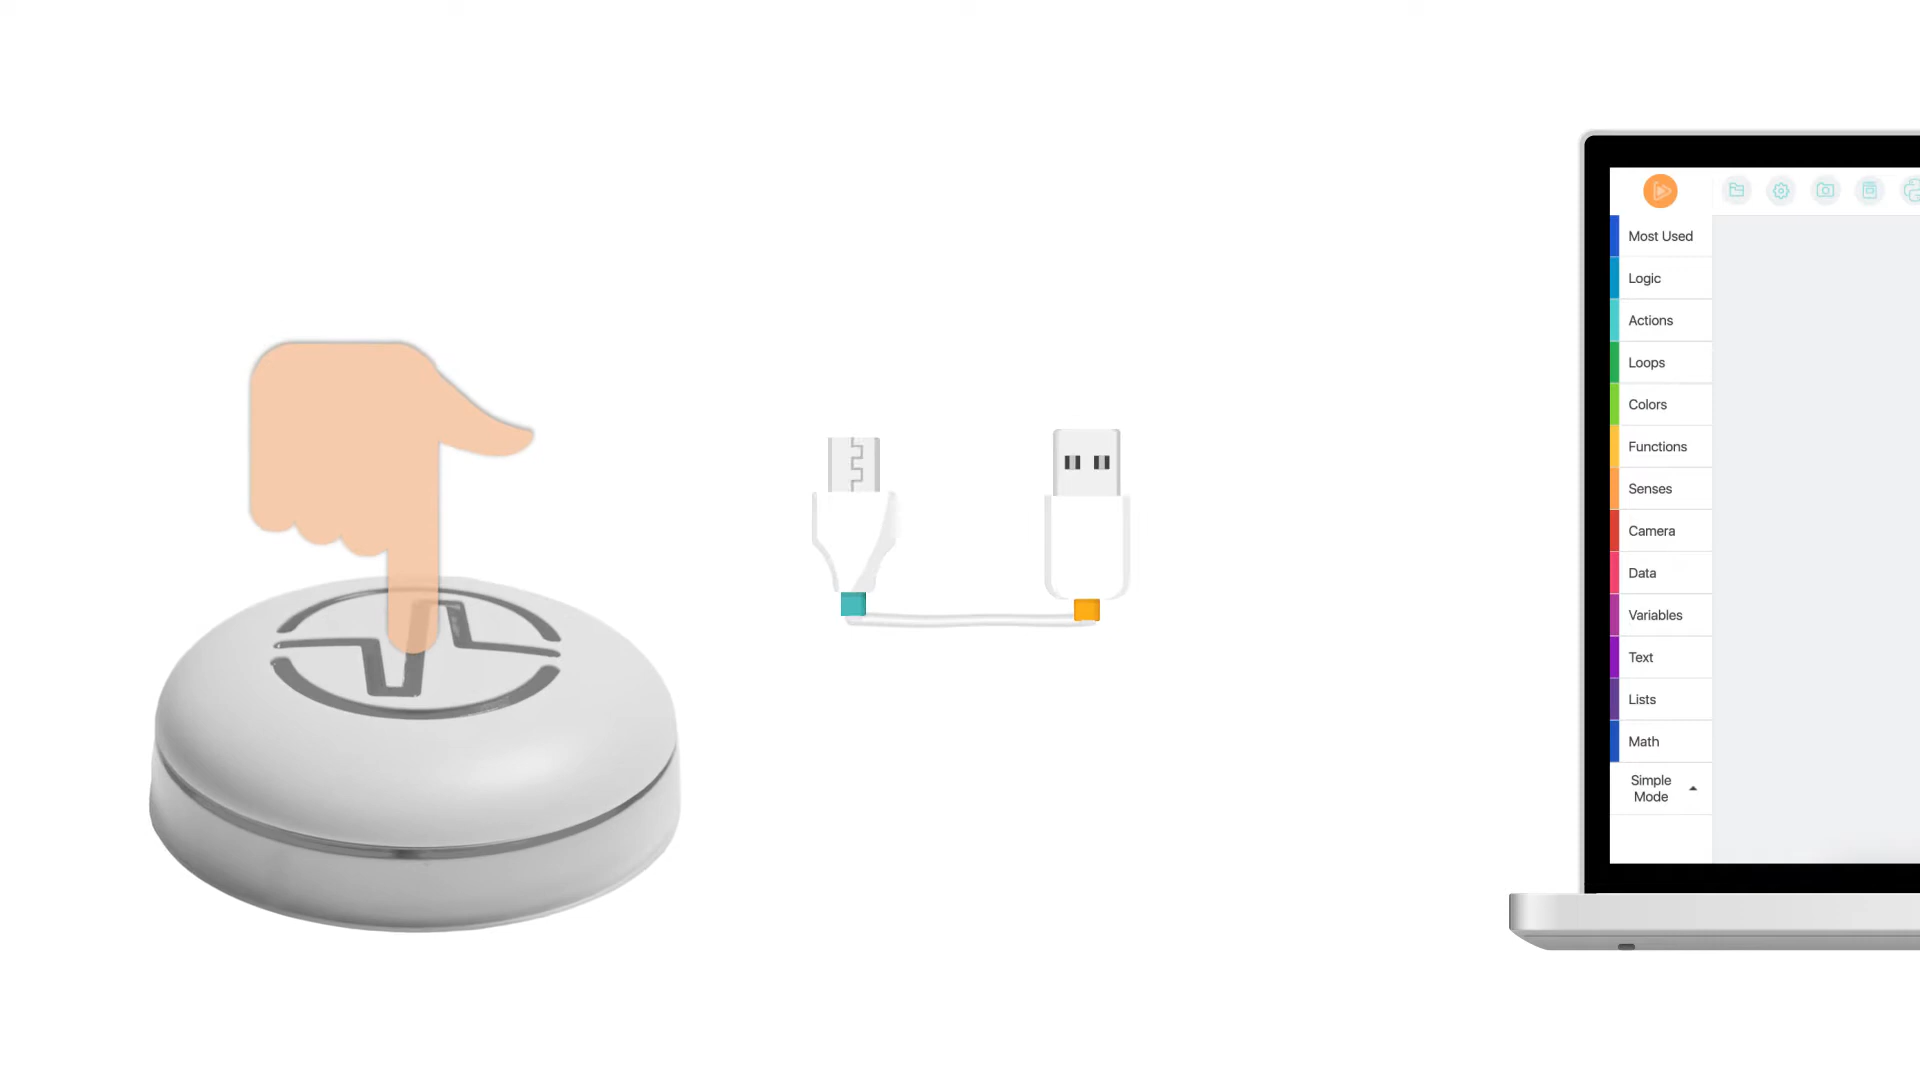 Most Used
Logic
Actions
Loops
Colors
Functions
Senses
Camera
Data
Variables
Text
Lists
Math
Simple
Mode